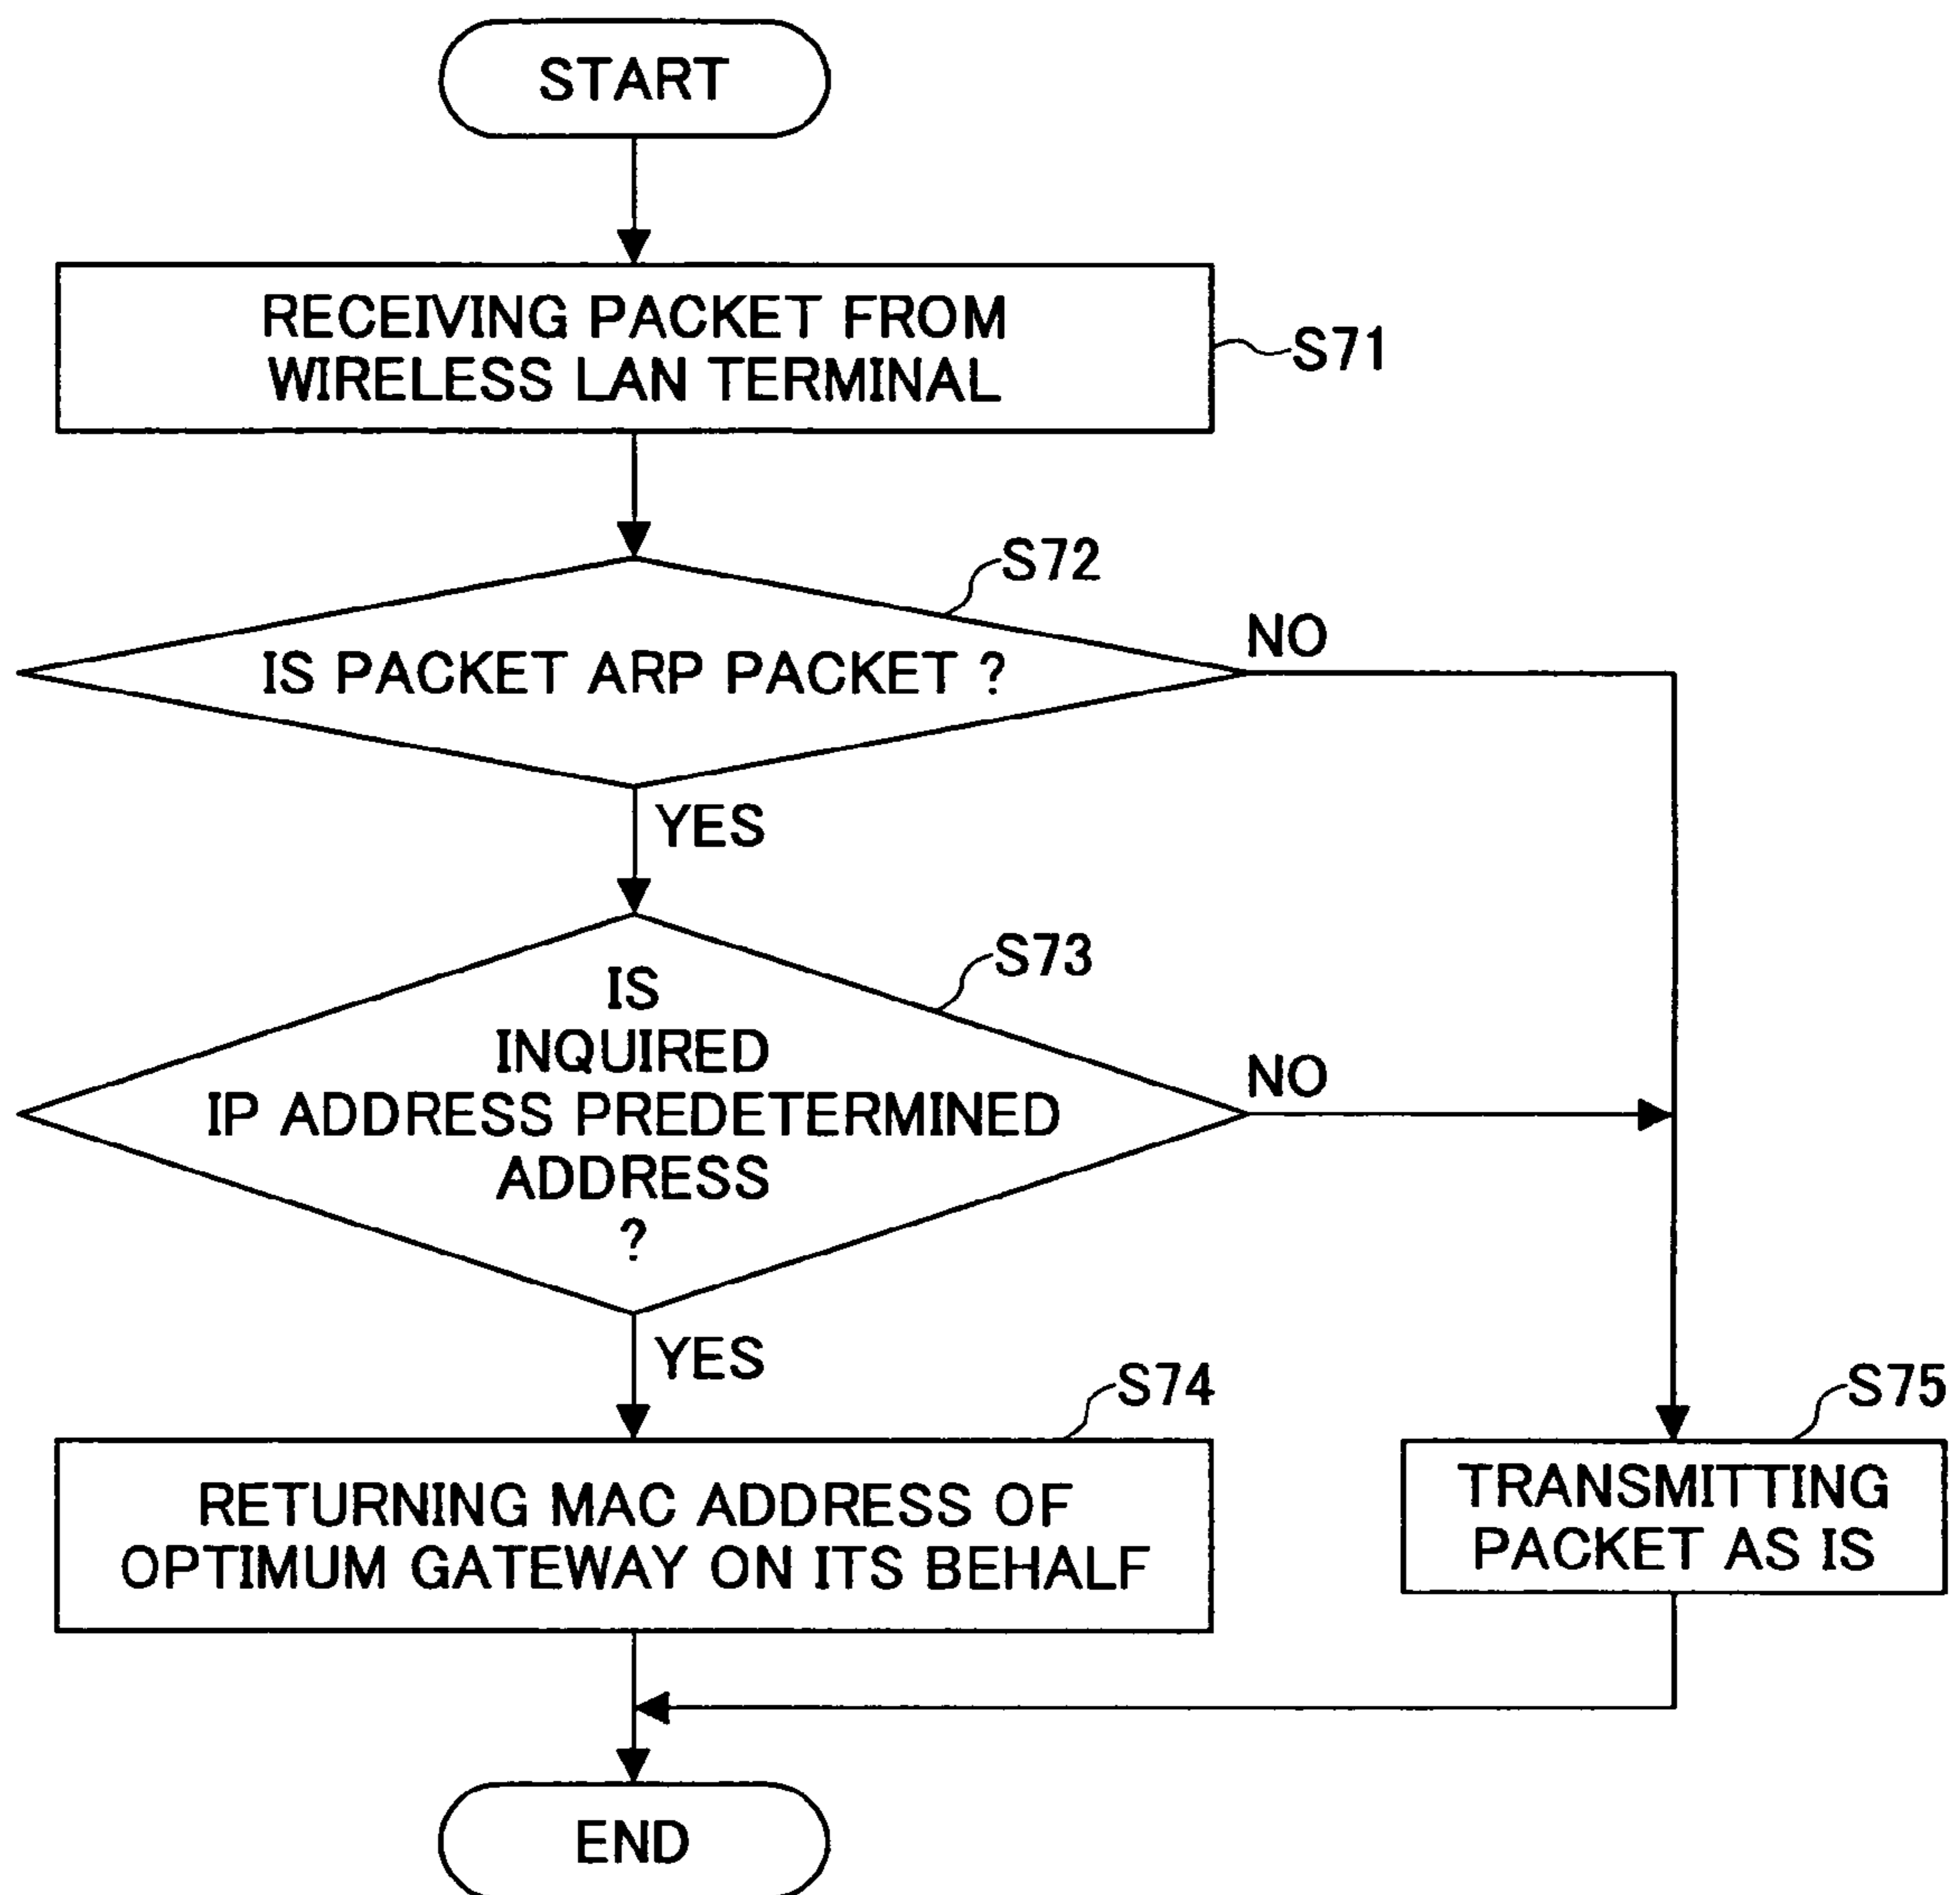 START
RECEIVING PACKET FROM
WIRELESS LAN TERMINAL
S71
S72
IS PACKET ARP PACKET ?
NO
YES
S73
IS
INQUIRED
IP ADDRESS PREDETERMINED
ADDRESS
?
NO
YES
S74
RETURNING MAC ADDRESS OF
OPTIMUM GATEWAY ON ITS BEHALF
S75
TRANSMITTING
PACKET AS IS
END